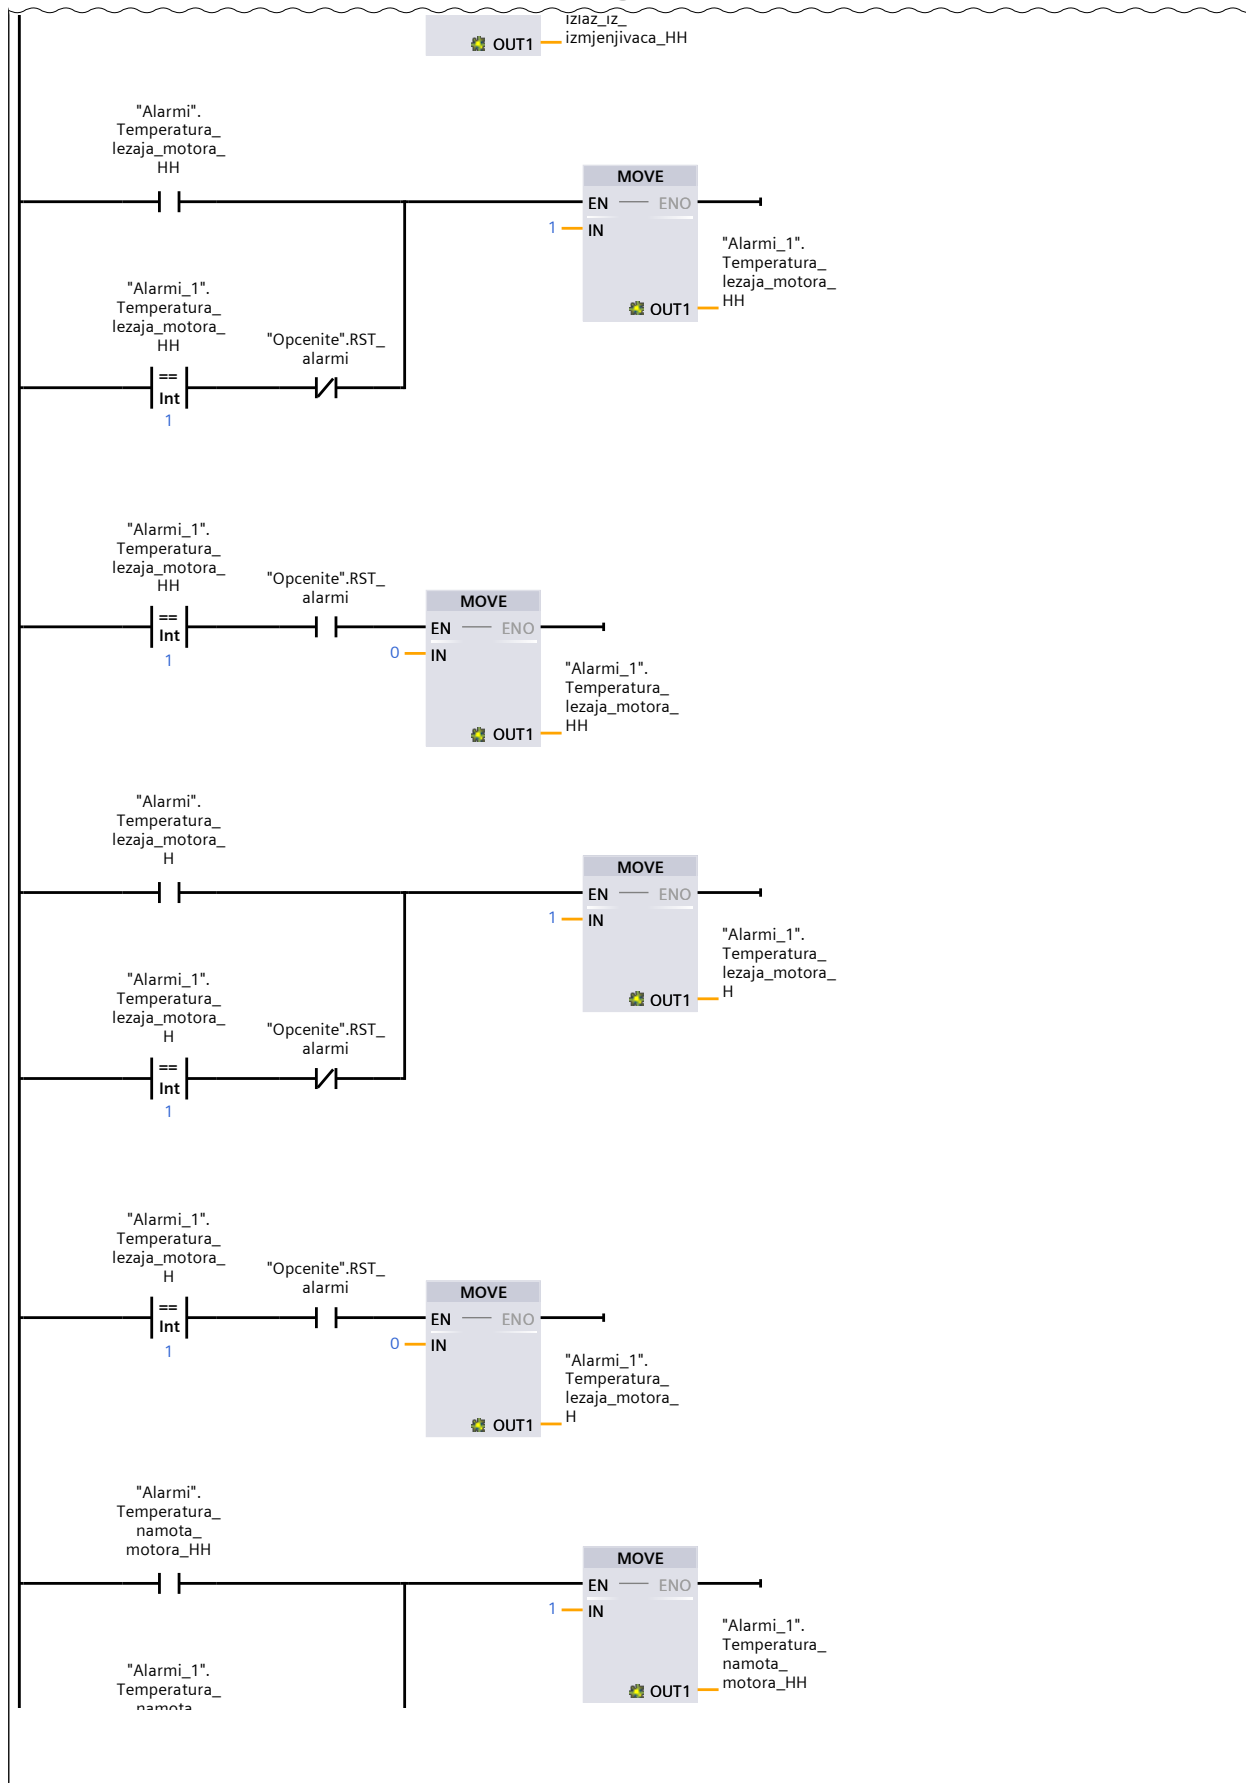 izlaz_iz_
izmjenjivaca_HH
OUT1
"Alarmi".
Temperatura_
lezaja_motora_
HH
MOVE
EN
ENO
1
IN
"Alarmi_1".
Temperatura_
lezaja_motora_
HH
OUT1
"Alarmi_1".
Temperatura_
lezaja_motora_
HH
"Opcenite".RST_
alarmi
==
Int
1
"Alarmi_1".
Temperatura_
lezaja_motora_
HH
"Opcenite".RST_
alarmi
==
Int
1
MOVE
EN
ENO
0
IN
"Alarmi_1".
Temperatura_
lezaja_motora_
HH
OUT1
"Alarmi".
Temperatura_
lezaja_motora_
H
MOVE
EN
ENO
1
IN
"Alarmi_1".
Temperatura_
lezaja_motora_
H
OUT1
"Alarmi_1".
Temperatura_
lezaja_motora_
H
"Opcenite".RST_
alarmi
==
Int
1
"Alarmi_1".
Temperatura_
lezaja_motora_
H
"Opcenite".RST_
alarmi
==
Int
1
MOVE
EN
ENO
0
IN
"Alarmi_1".
Temperatura_
lezaja_motora_
H
OUT1
"Alarmi".
Temperatura_
namota_
motora_HH
MOVE
EN
ENO
1
IN
"Alarmi_1".
Temperatura_
namota_
motora_HH
OUT1
"Alarmi_1".
Temperatura_
namota_